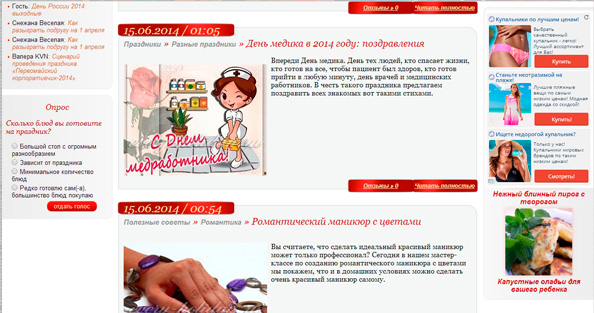 Гость: День России 2014
выходные
Снежана Веселая: Как
разыграть подругу на 1 апреля
Снежана Веселая: Как
разыграть подругу на 1 апреля
Валера KVN: Сценарий
проведения праздника
«Первомайский
корпоратив-2014»
Опрос
Сколько блюд вы готовите
на праздник?
Большой стол с огромным
разнообразием
Зависит от праздника
Минимальное количество
блюд
Редко готовлю сам(-а),
большинство блюд покупаю
отдать голос
Отзывы » 0
Читать полностью
15.06.2014 / 01:05
Праздники » Разные праздники » День медика в 2014 году: поздравления
С Днем
медработника!
Впереди День медика. День тех людей, кто спасает жизни,
кто готов на все, чтобы пациент был здоров, кто готов
прийти в любую минуту, день врачей и медицинских
работников. В честь такого праздника предлагаем
поздравить всех знакомых вот такими стихами.
Отзывы » 0
Читать полностью
15.06.2014 / 00:54
Полезные советы » Романтика » Романтический маникюр с цветами
Вы считаете, что сделать идеальный красивый маникюр
может только профессионал? Сегодня в нашем мастер-
классе по созданию романтического маникюра с цветами
мы покажем, что и в домашних условиях можно сделать
очень красивый маникюр самому.
Купальники по лучшим ценам!
Выбрать
качественный
купальник - легко!
Лучший ассортимент
для Вас!
Купить
Станьте неотразимой на
пляже!
Лучшие пляжные
вещи по самым
низким ценам! Модная
одежда со скидкой!
Купить
Ищете недорогой купальник?
Только у нас!
Купальники мировых
брендов по таким
низким ценам!
Смотреть!
Нежный блинный пирог с
творогом
Капустные оладьи для
вашего ребенка